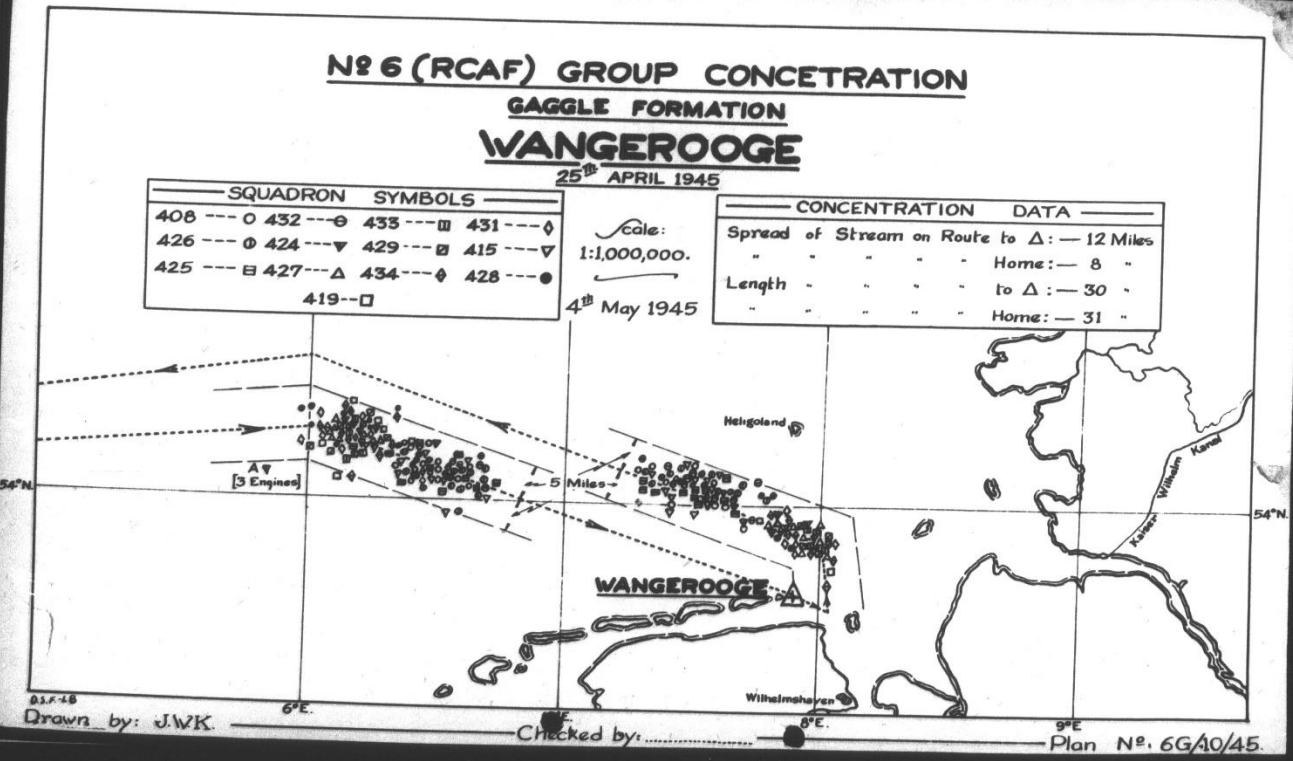 Nº 6 (RCAF) GROUP CONCETRATION
GAGGLE FORMATION
WANGEROOGE
25th APRIL 1945
SQUADRON SYMBOLS
408 --- ○ 432 --- ⊖ 433 --- ▥ 431 --- ◊
426 --- ⦶ 424 --- ▼ 429 --- ⧄ 415 --- ▽
425 --- ⊟ 427 --- △ 434 --- ♦ 428 --- ●
419 -- □
Scale:
1:1,000,000.
4th May 1945
CONCENTRATION DATA
Spread of Stream on Route to △: — 12 Miles
" " " " " Home: — 8 "
Length " " " " to △: — 30 "
" " " " " Home: — 31 "
Heligoland
A ▼
[3 Engines]
5 Miles
54°N.
54°N.
Kaiser Wilhelm Kanal
WANGEROOGE
Wilhelmshaven
D.S.F.-LB
6°E.
E.
8°E
9°E
Drawn by: J.W.K.
Checked by: ..............
Plan Nº. 6G/10/45.